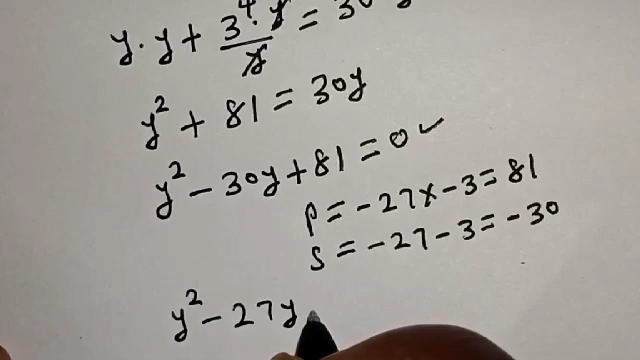 y · y + 3⁴ · y / y = 30y
y² + 81 = 30y
y² - 30y + 81 = 0 ✓
P = -27 x -3 = 81
S = -27 - 3 = -30
y² - 27y